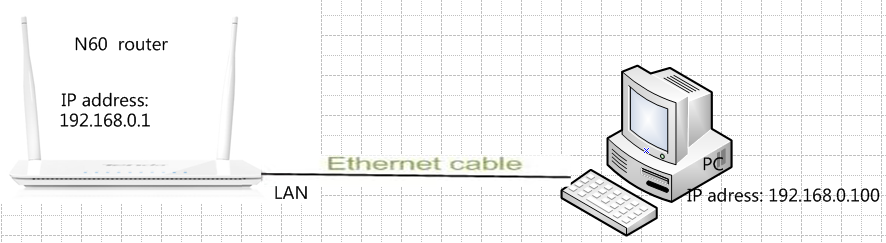 N60 router
IP address:
192.168.0.1
Ethernet cable
LAN
PC
IP adress: 192.168.0.100